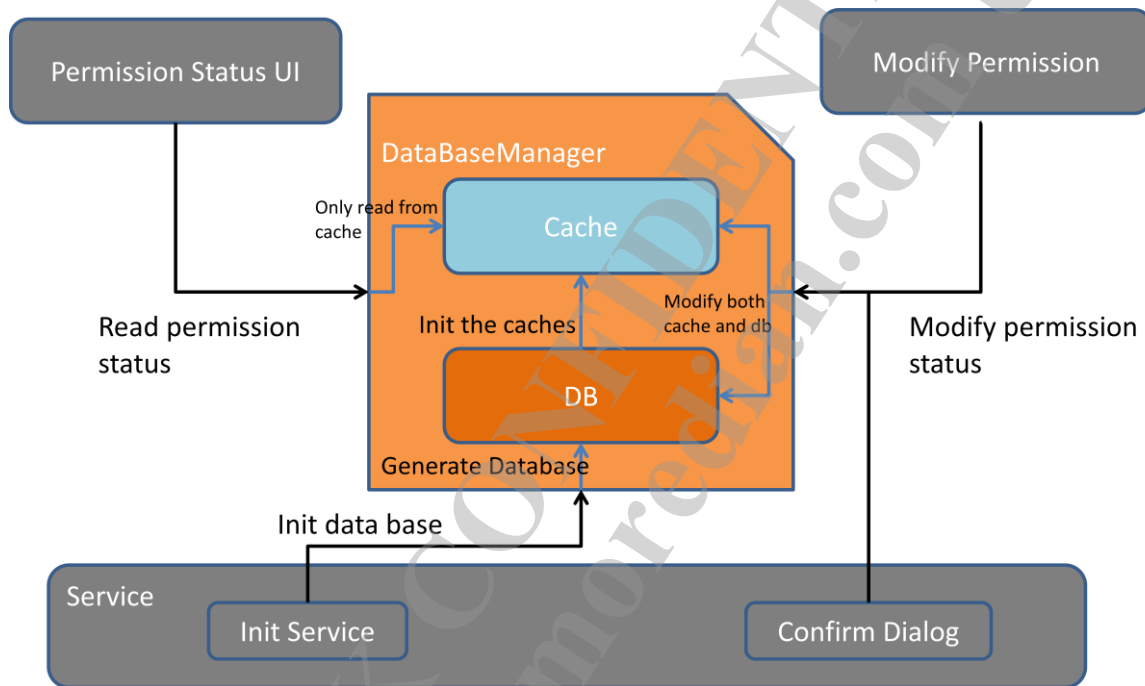 Permission Status UI
Modify Permission
DataBaseManager
Only read from
cache
Cache
Init the caches
Modify both
cache and db
Read permission
status
Modify permission
status
DB
Generate Database
Init data base
Service
Init Service
Confirm Dialog